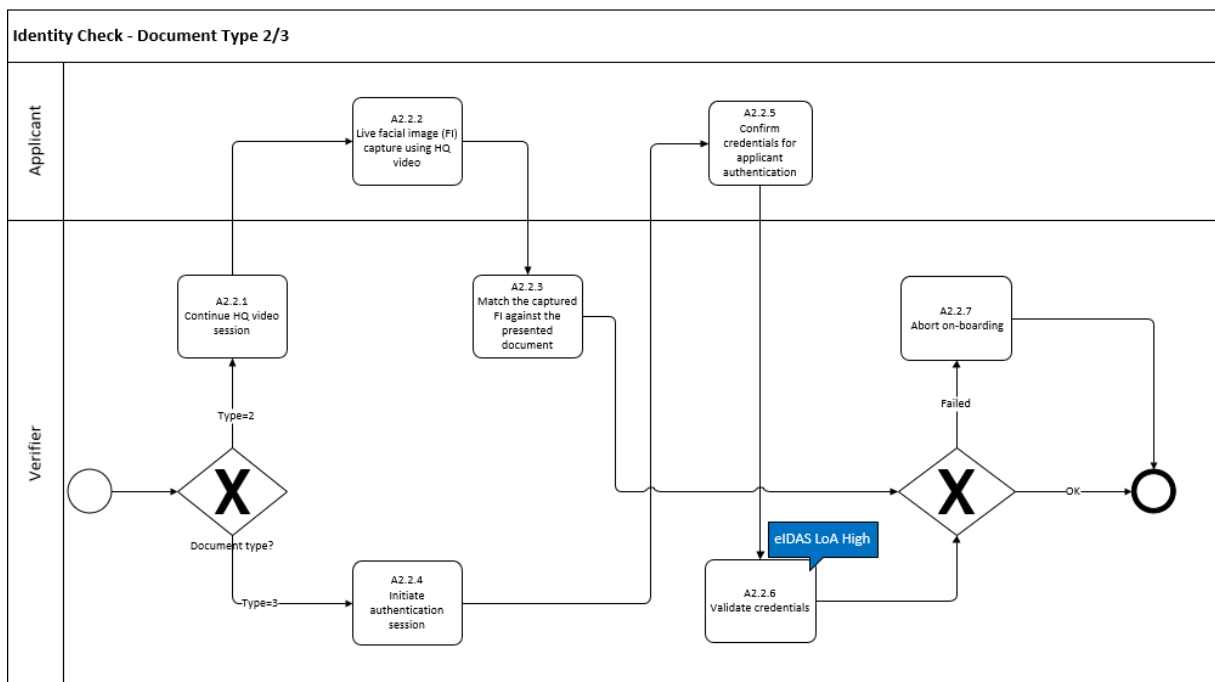 Identity Check - Document Type 2/3
Applicant
A2.2.2
Live facial image (FI)
capture using HQ
video
A2.2.5
Confirm
credentials for
applicant
authentication
Verifier
A2.2.1
Continue HQ video
session
A2.2.3
Match the captured
FI against the
presented
document
A2.2.7
Abort on-boarding
Type=2
Failed
X
X
OK
Document type?
eIDAS LoA High
Type=3
A2.2.4
Initiate
authentication
session
A2.2.6
Validate credentials